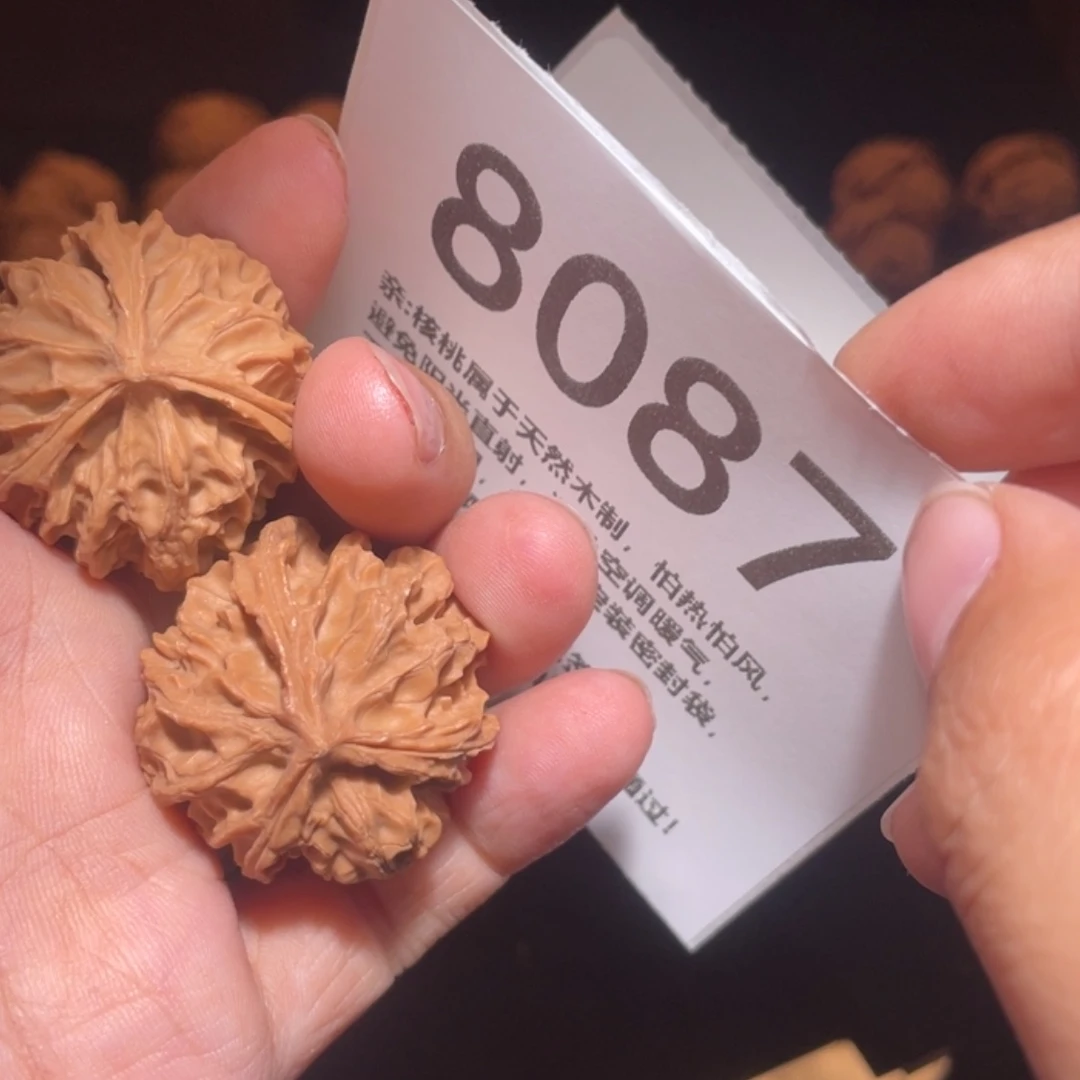 8087
亲:核桃属于天然木制,怕热怕风,
避免阳光直射, 空调暖气,
装密封袋,
通过!